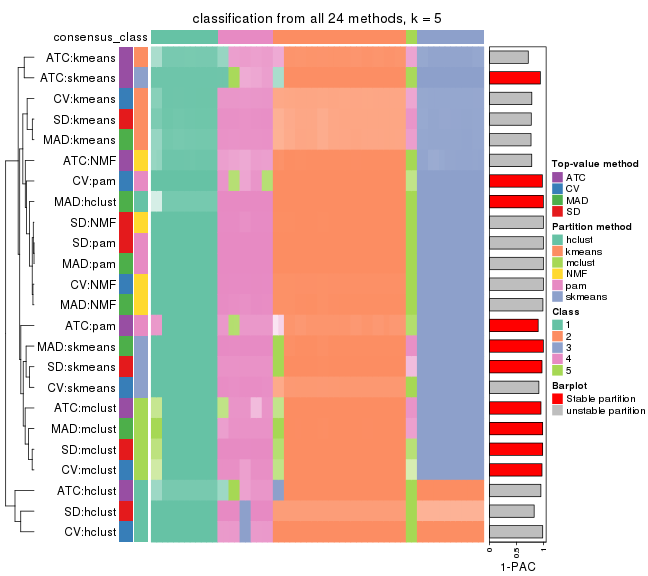 classification from all 24 methods, k = 5
consensus_class
ATC:kmeans
ATC:skmeans
CV:kmeans
SD:kmeans
MAD:kmeans
ATC:NMF
CV:pam
MAD:hclust
SD:NMF
SD:pam
MAD:pam
CV:NMF
MAD:NMF
ATC:pam
MAD:skmeans
SD:skmeans
CV:skmeans
ATC:mclust
MAD:mclust
SD:mclust
CV:mclust
ATC:hclust
SD:hclust
CV:hclust
0
0.5
1
1-PAC
Top-value method
ATC
CV
MAD
SD
Partition method
hclust
kmeans
mclust
NMF
pam
skmeans
Class
1
2
3
4
5
Barplot
Stable partition
unstable partition